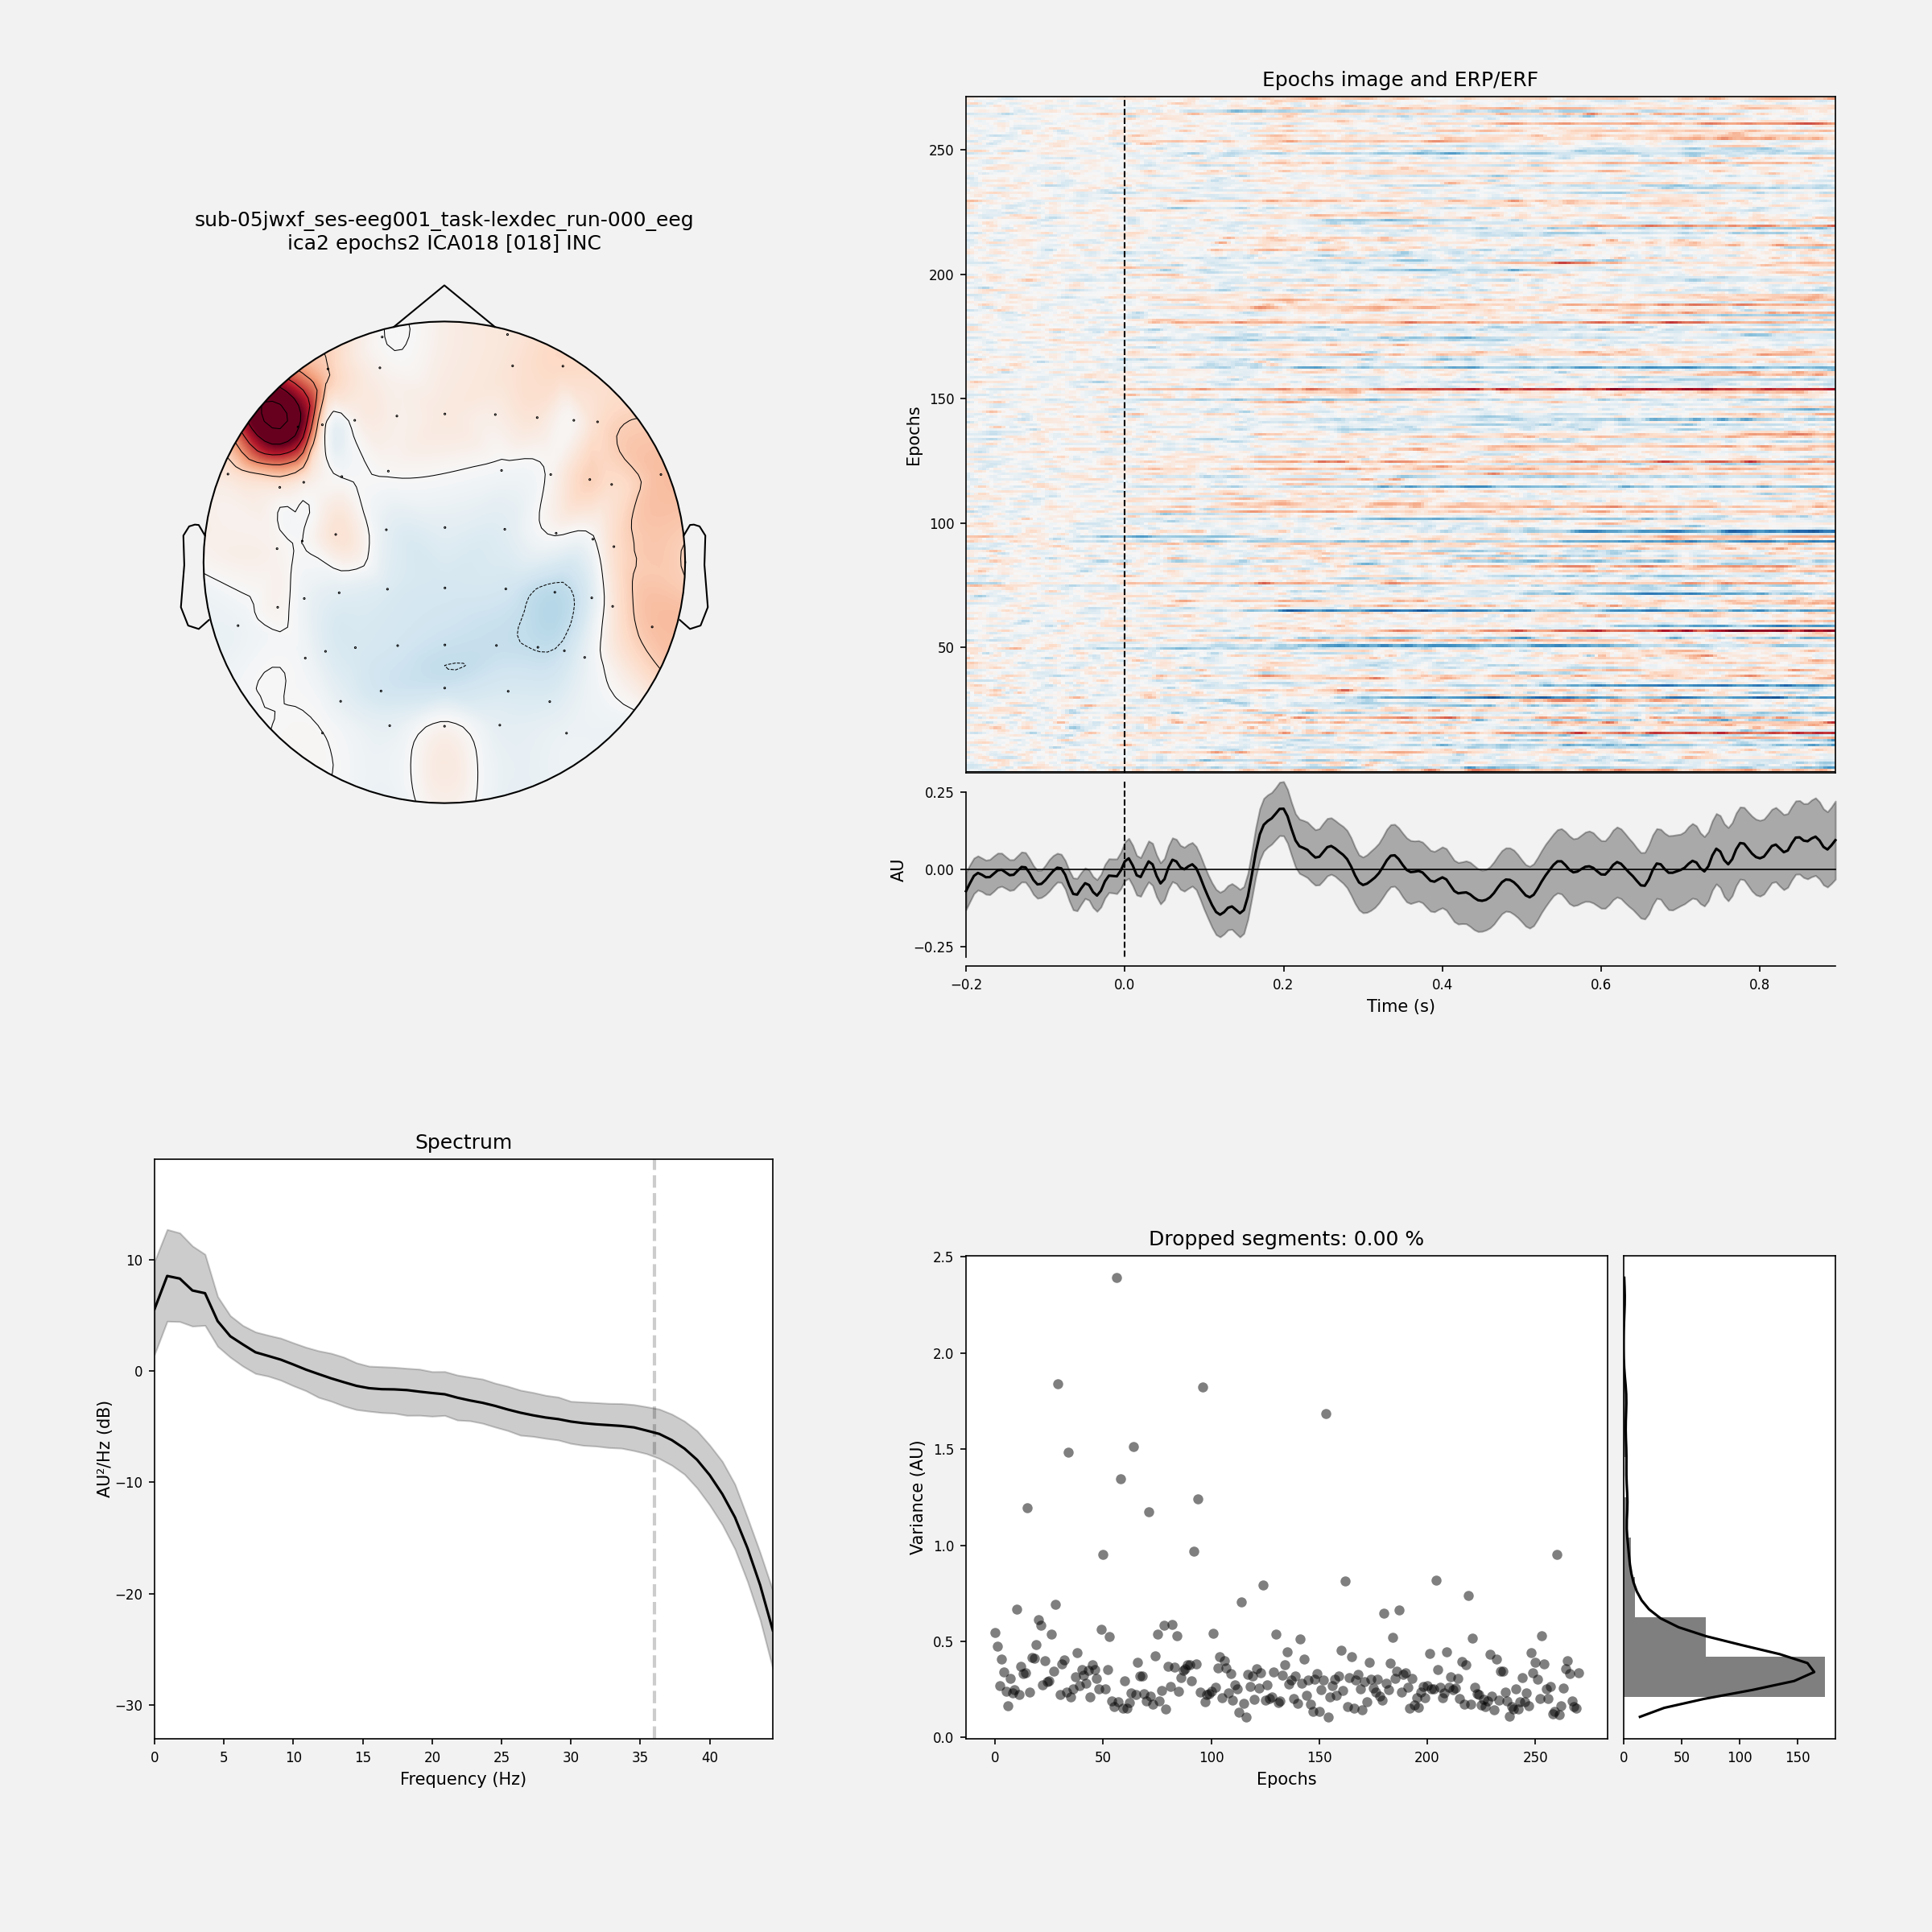 sub-05jwxf_ses-eeg001_task-lexdec_run-000_eeg
ica2 epochs2 ICA018 [018] INC
Epochs image and ERP/ERF
250
200
150
100
50
Epochs
0.25
0.00
−0.25
AU
−0.2 0.0 0.2 0.4 0.6 0.8
Time (s)
Spectrum
10
0
−10
−20
−30
AU²/Hz (dB)
0 5 10 15 20 25 30 35 40
Frequency (Hz)
Dropped segments: 0.00 %
2.5
2.0
1.5
1.0
0.5
0.0
Variance (AU)
0 50 100 150 200 250
Epochs
0 50 100 150